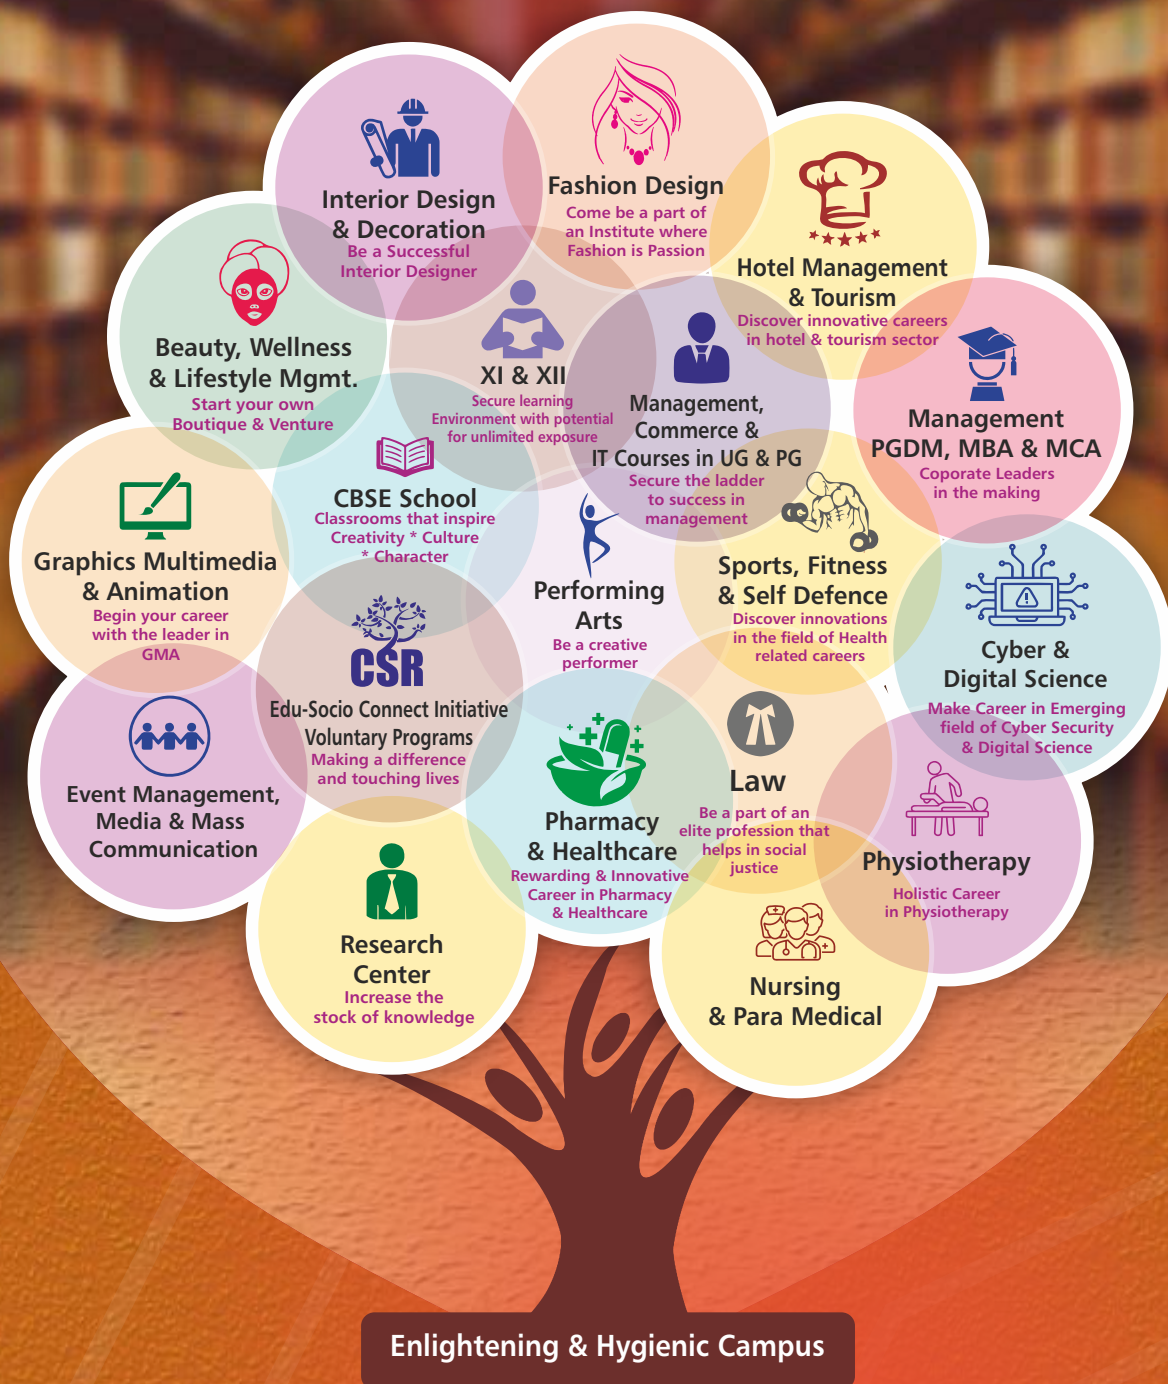 Interior Design
& Decoration
Be a Successful
Interior Designer
Fashion Design
Come be a part of
an Institute where
Fashion is Passion
Hotel Management
& Tourism
Discover innovative careers
in hotel & tourism sector
Beauty, Wellness
& Lifestyle Mgmt.
Start your own
Boutique & Venture
XI & XII
Secure learning
Environment with potential
for unlimited exposure
Management,
Commerce &
IT Courses in UG & PG
Secure the ladder
to success in
management
Management
PGDM, MBA & MCA
Coporate Leaders
in the making
Graphics Multimedia
& Animation
Begin your career
with the leader in
GMA
CBSE School
Classrooms that inspire
Creativity * Culture
* Character
Performing
Arts
Be a creative
performer
Sports, Fitness
& Self Defence
Discover innovations
in the field of Health
related careers
Cyber &
Digital Science
Make Career in Emerging
field of Cyber Security
& Digital Science
CSR
Edu-Socio Connect Initiative
Voluntary Programs
Making a difference
and touching lives
Event Management,
Media & Mass
Communication
Pharmacy
& Healthcare
Rewarding & Innovative
Career in Pharmacy
& Healthcare
Law
Be a part of an
elite profession that
helps in social
justice
Physiotherapy
Holistic Career
in Physiotherapy
Research
Center
Increase the
stock of knowledge
Nursing
& Para Medical
Enlightening & Hygienic Campus